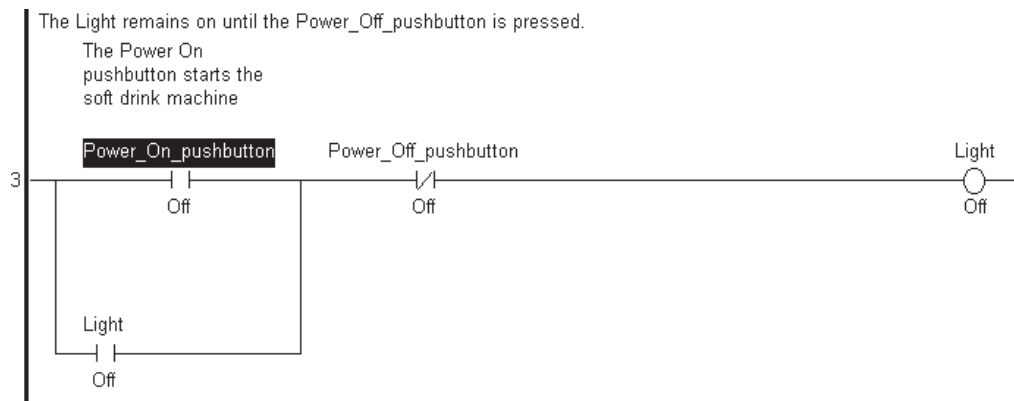 The Light remains on until the Power_Off_pushbutton is pressed.
The Power On
pushbutton starts the
soft drink machine
Power_On_pushbutton Power_Off_pushbutton Light
3
Off Off Off
Light
Off